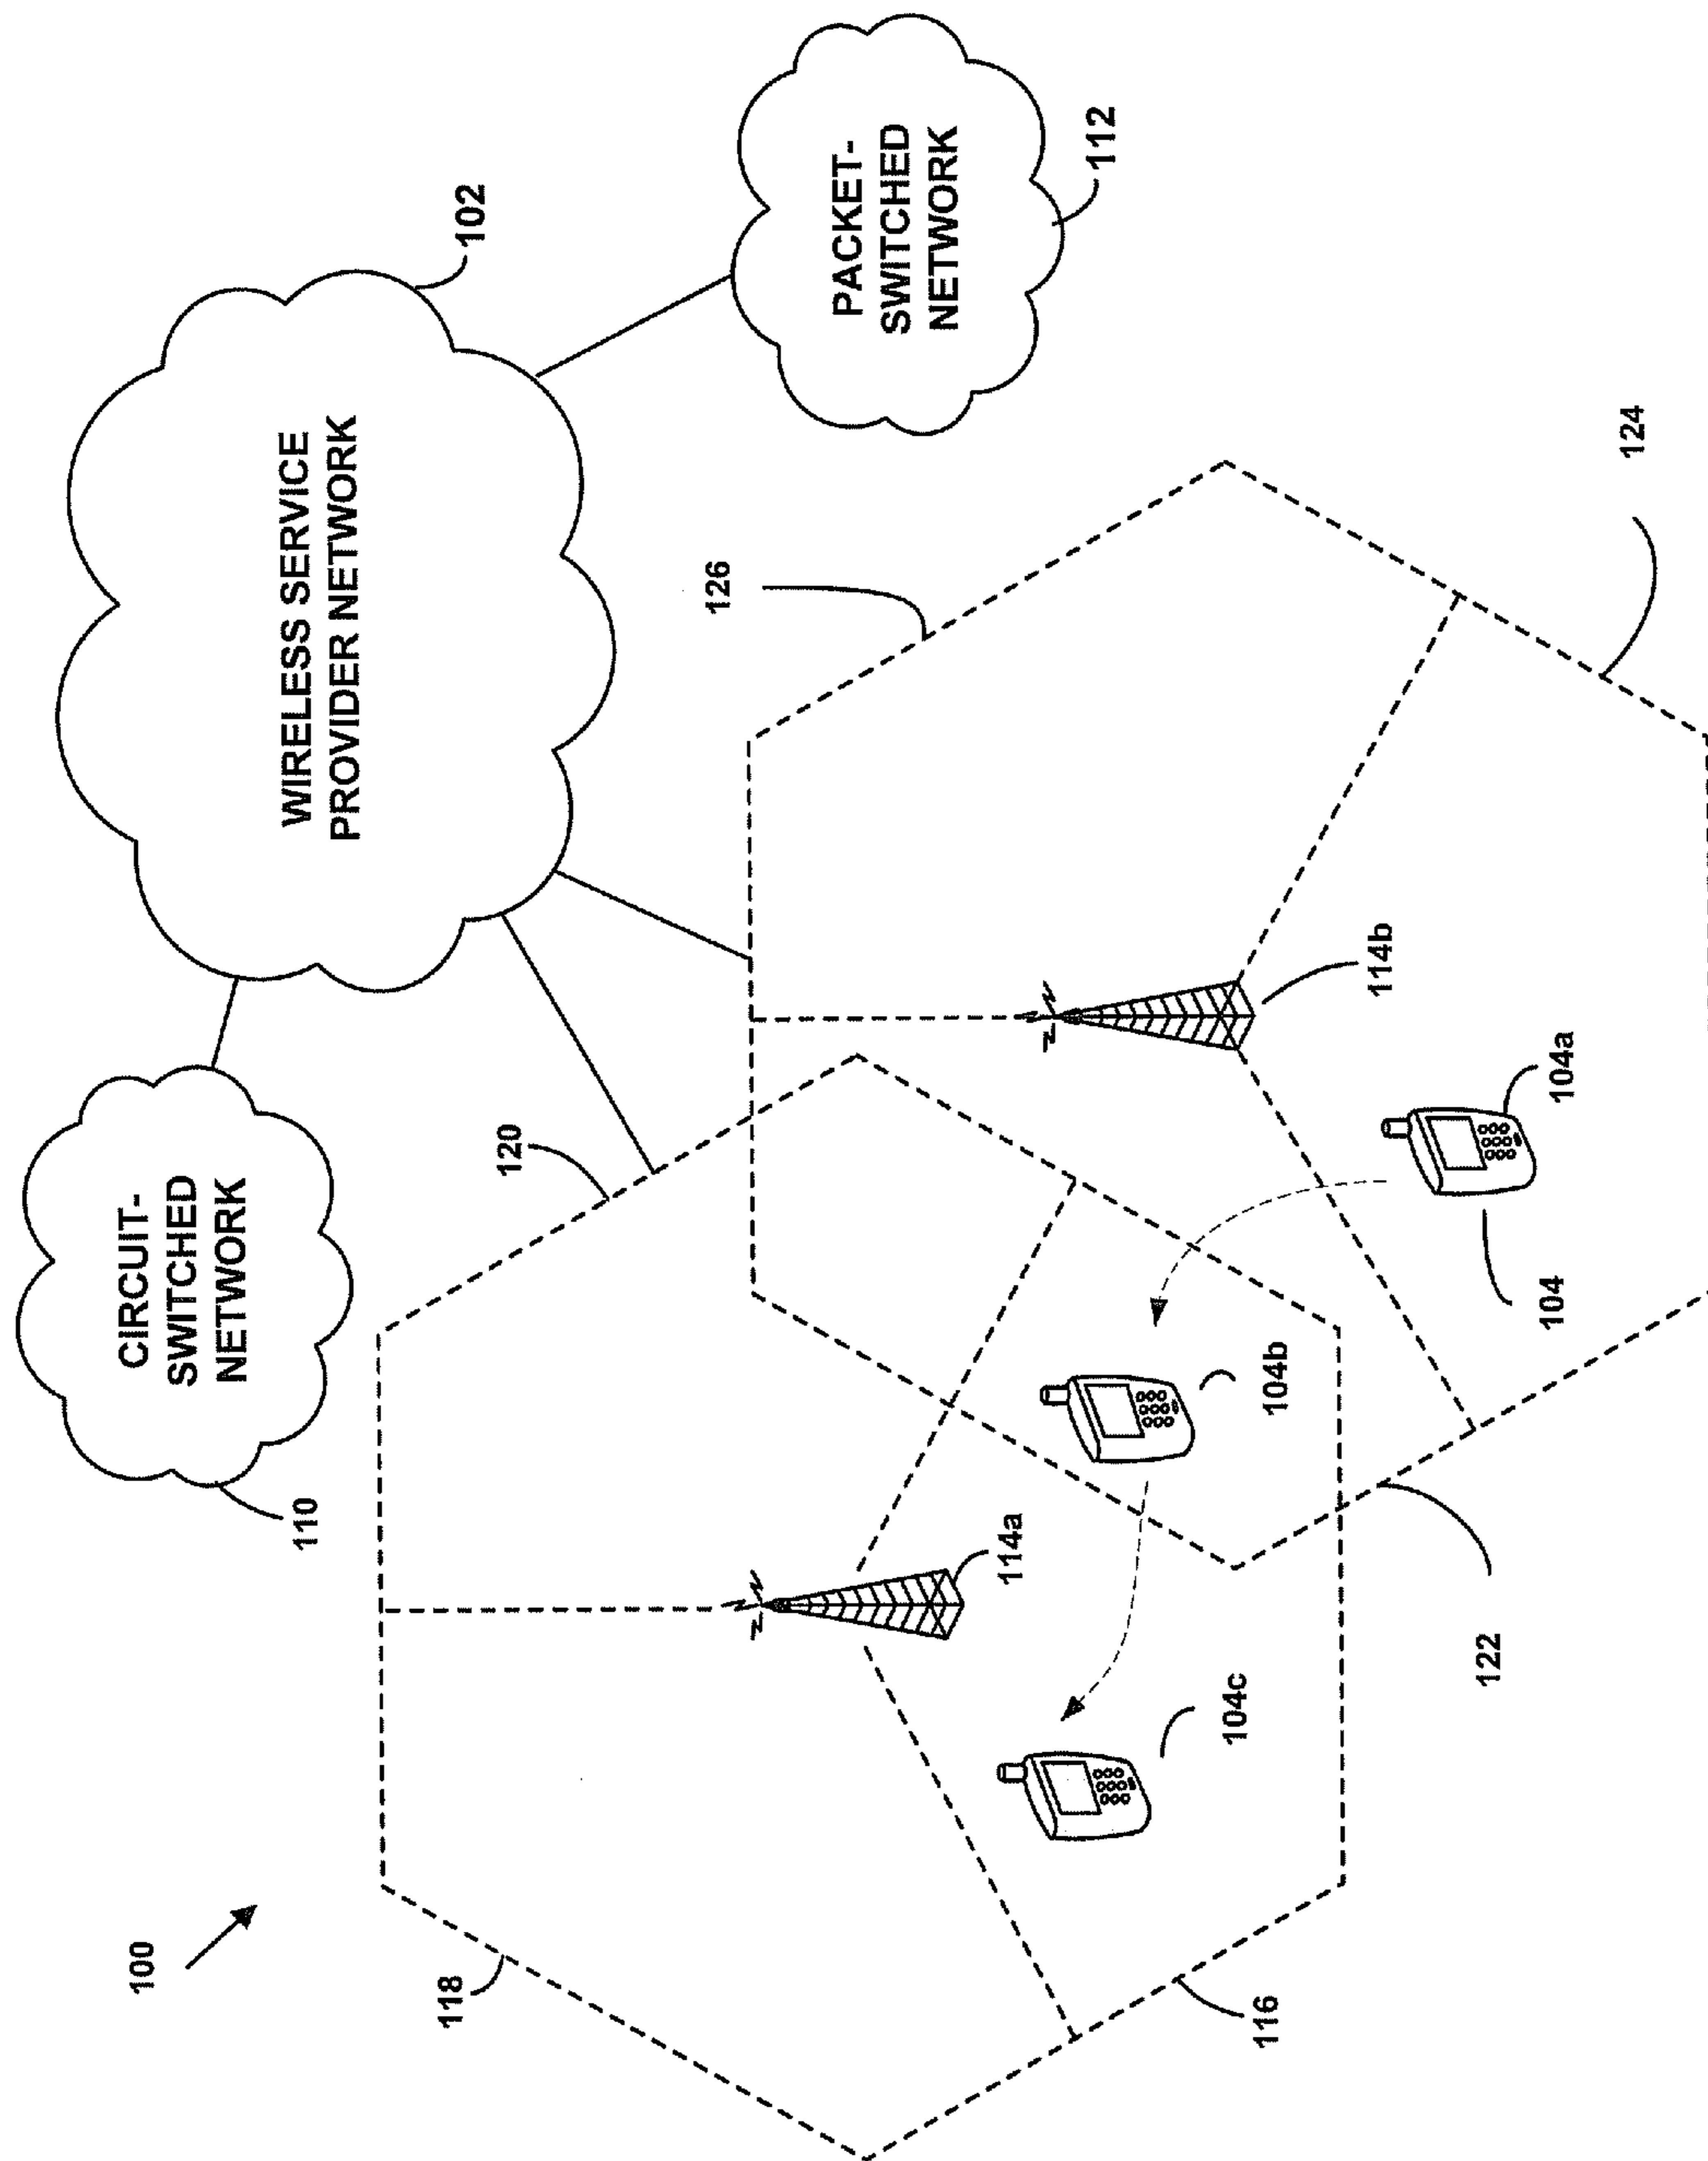 100
CIRCUIT-
SWITCHED
NETWORK
110
WIRELESS SERVICE
PROVIDER NETWORK
102
PACKET-
SWITCHED
NETWORK
112
118
120
126
114a
114b
104c
104b
104a
104
116
122
124